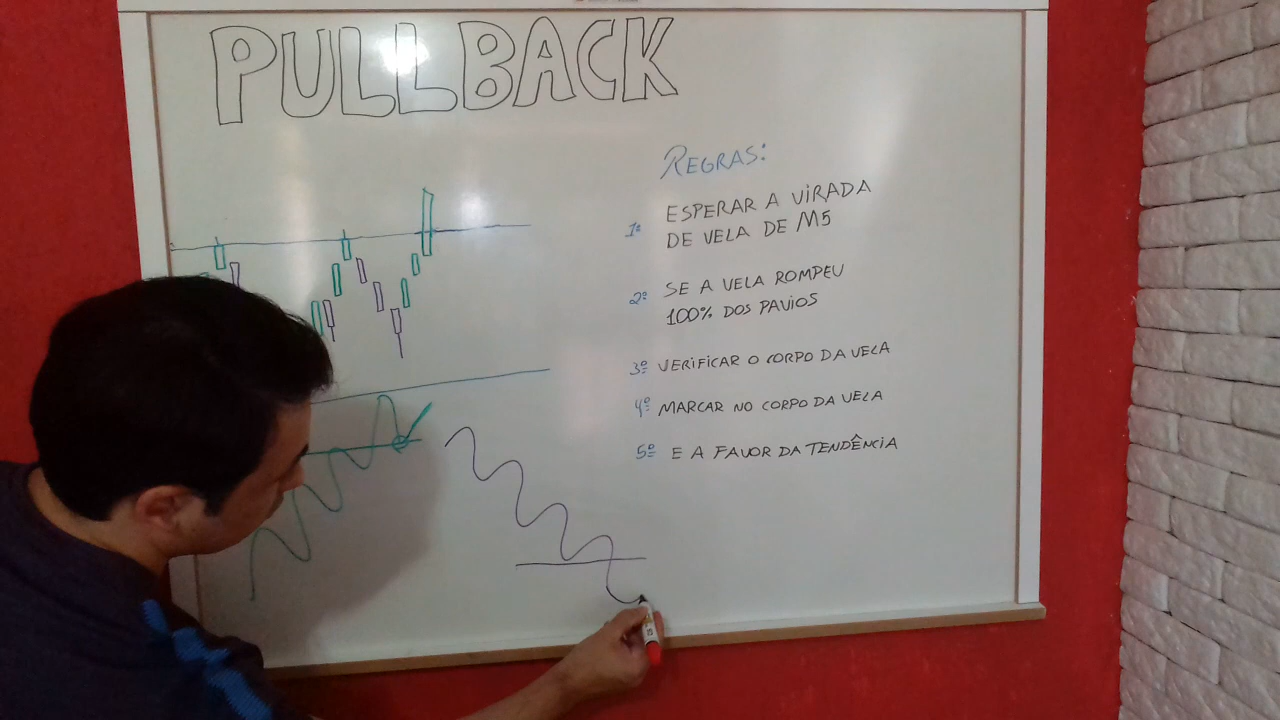 PULLBACK
REGRAS:
1º ESPERAR A VIRADA
DE VELA DE M5
2º SE A VELA ROMPEU
100% DOS PAVIOS
3º VERIFICAR O CORPO DA VELA
4º MARCAR NO CORPO DA VELA
5º E A FAVOR DA TENDÊNCIA